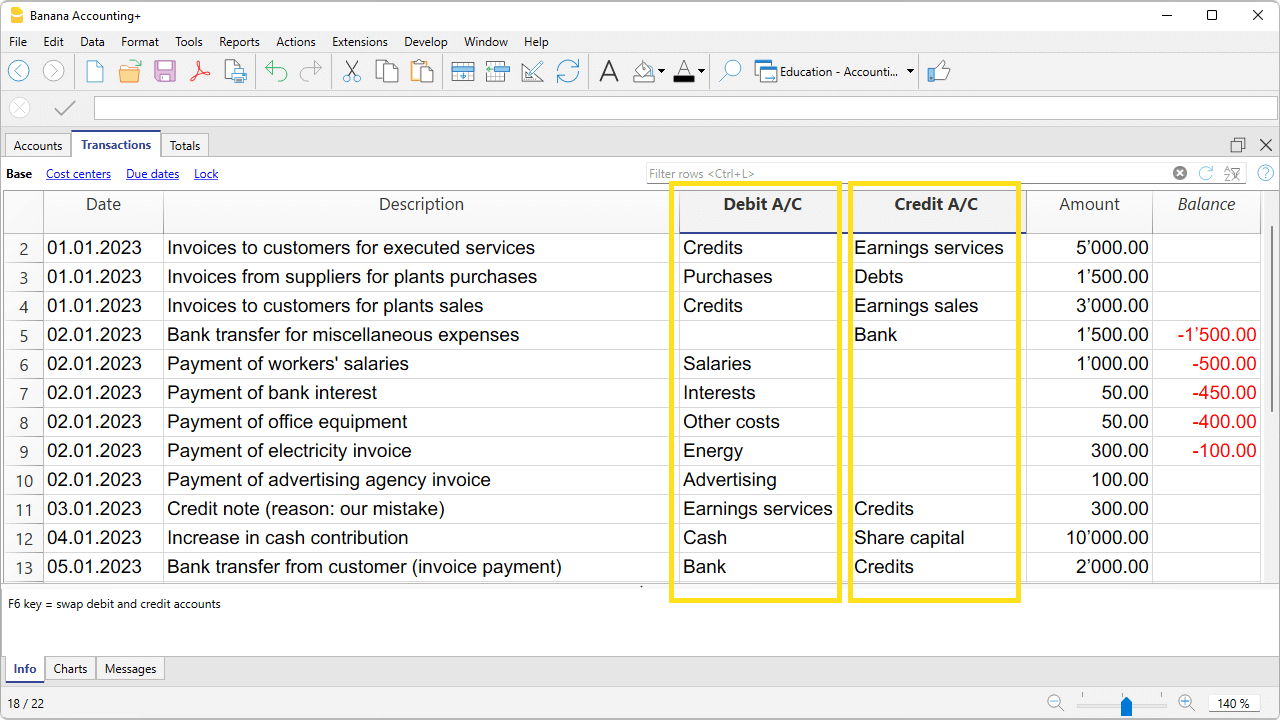 Banana Accounting+
File Edit Data Format Tools Reports Actions Extensions Develop Window Help
Education - Accounti...
Accounts Transactions Totals
Base Cost centers Due dates Lock Filter rows <Ctrl+L>
Date Description Debit A/C Credit A/C Amount Balance
2 01.01.2023 Invoices to customers for executed services Credits Earnings services 5’000.00
3 01.01.2023 Invoices from suppliers for plants purchases Purchases Debts 1’500.00
4 01.01.2023 Invoices to customers for plants sales Credits Earnings sales 3’000.00
5 02.01.2023 Bank transfer for miscellaneous expenses Bank 1’500.00 -1’500.00
6 02.01.2023 Payment of workers' salaries Salaries 1’000.00 -500.00
7 02.01.2023 Payment of bank interest Interests 50.00 -450.00
8 02.01.2023 Payment of office equipment Other costs 50.00 -400.00
9 02.01.2023 Payment of electricity invoice Energy 300.00 -100.00
10 02.01.2023 Payment of advertising agency invoice Advertising 100.00
11 03.01.2023 Credit note (reason: our mistake) Earnings services Credits 300.00
12 04.01.2023 Increase in cash contribution Cash Share capital 10’000.00
13 05.01.2023 Bank transfer from customer (invoice payment) Bank Credits 2’000.00
F6 key = swap debit and credit accounts
Info Charts Messages
18 / 22 140 %